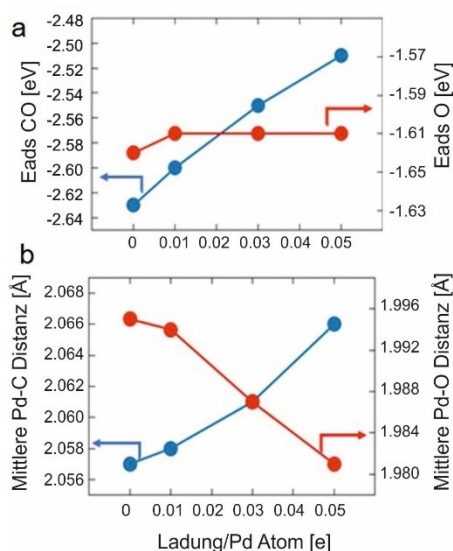 a
Eads CO [eV]
-2.48
-2.50
-2.52
-2.54
-2.56
-2.58
-2.60
-2.62
-2.64
-1.57
-1.59
-1.61
-1.65
-1.63
Eads O [eV]
0 0.01 0.02 0.03 0.04 0.05
b
Mittlere Pd-C Distanz [Å]
2.068
2.066
2.064
2.062
2.060
2.058
2.056
1.996
1.992
1.988
1.984
1.980
Mittlere Pd-O Distanz [Å]
0 0.01 0.02 0.03 0.04 0.05
Ladung/Pd Atom [e]